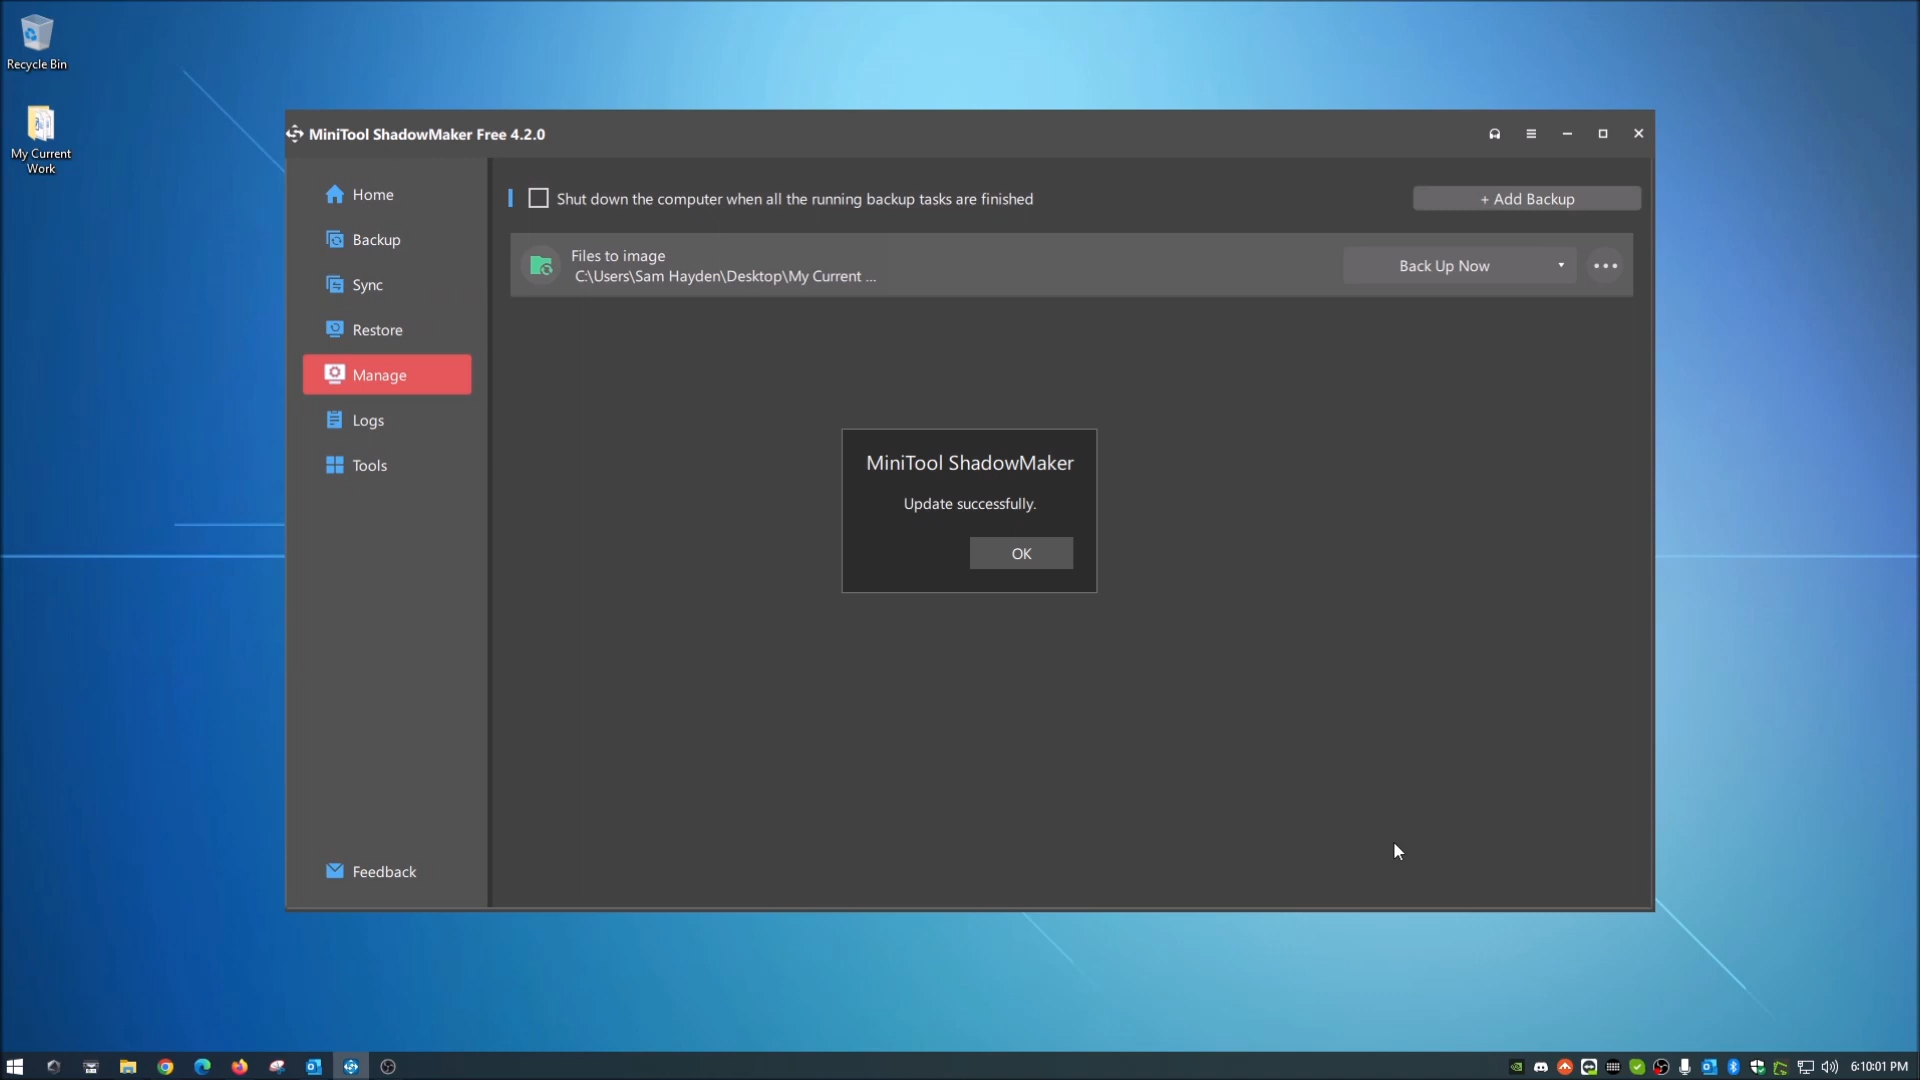 Recycle Bin
My Current
Work
MiniTool ShadowMaker Free 4.2.0
Home
Backup
Sync
Restore
Manage
Logs
Tools
Feedback
Shut down the computer when all the running backup tasks are finished
+ Add Backup
Files to image
C:\Users\Sam Hayden\Desktop\My Current ...
Back Up Now
MiniTool ShadowMaker
Update successfully.
OK
6:10:01 PM